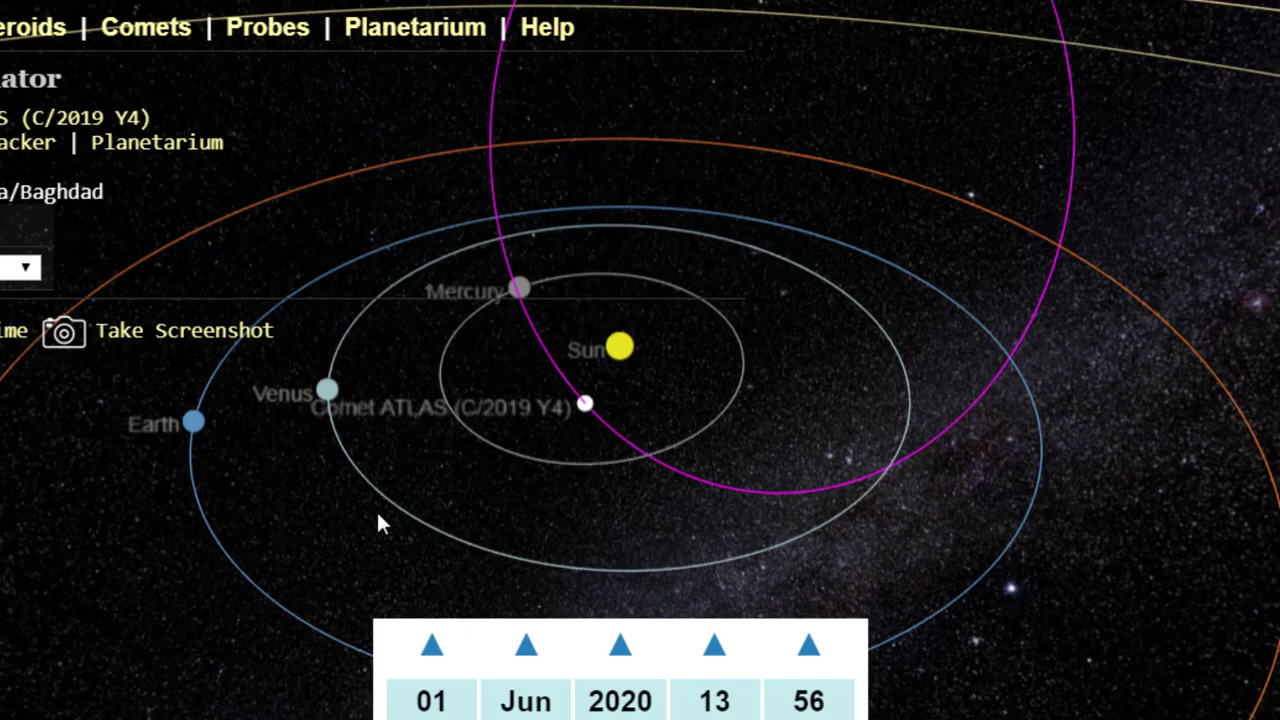 eroids | Comets | Probes | Planetarium | Help
ator
S (C/2019 Y4)
acker | Planetarium
a/Baghdad
Mercury
ime Take Screenshot
Sun
Venus
Comet ATLAS (C/2019 Y4)
Earth
01 Jun 2020 13 56